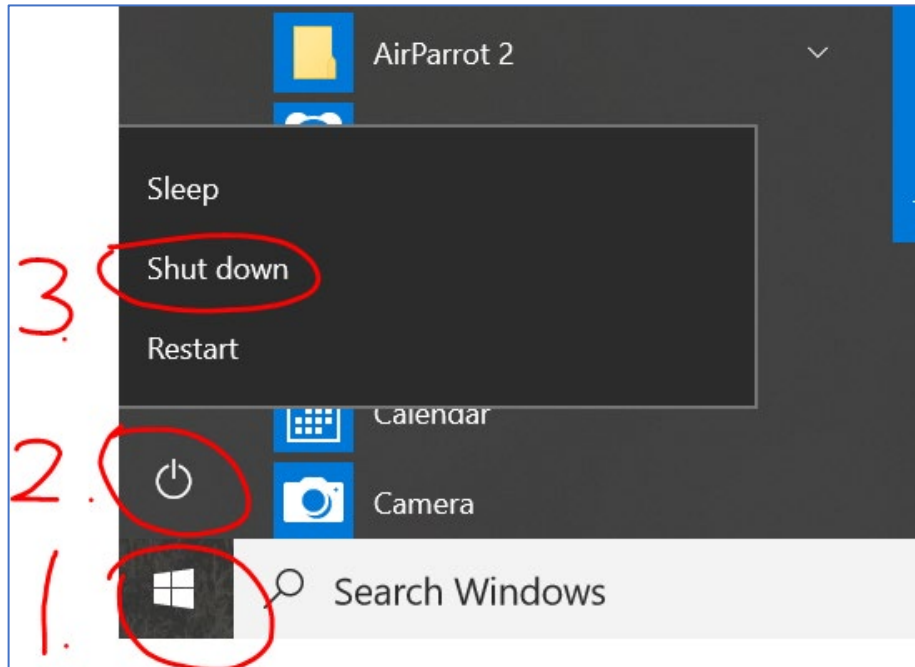 AirParrot 2
Sleep
3. Shut down
Restart
Calendar
2.
Camera
1.
Search Windows